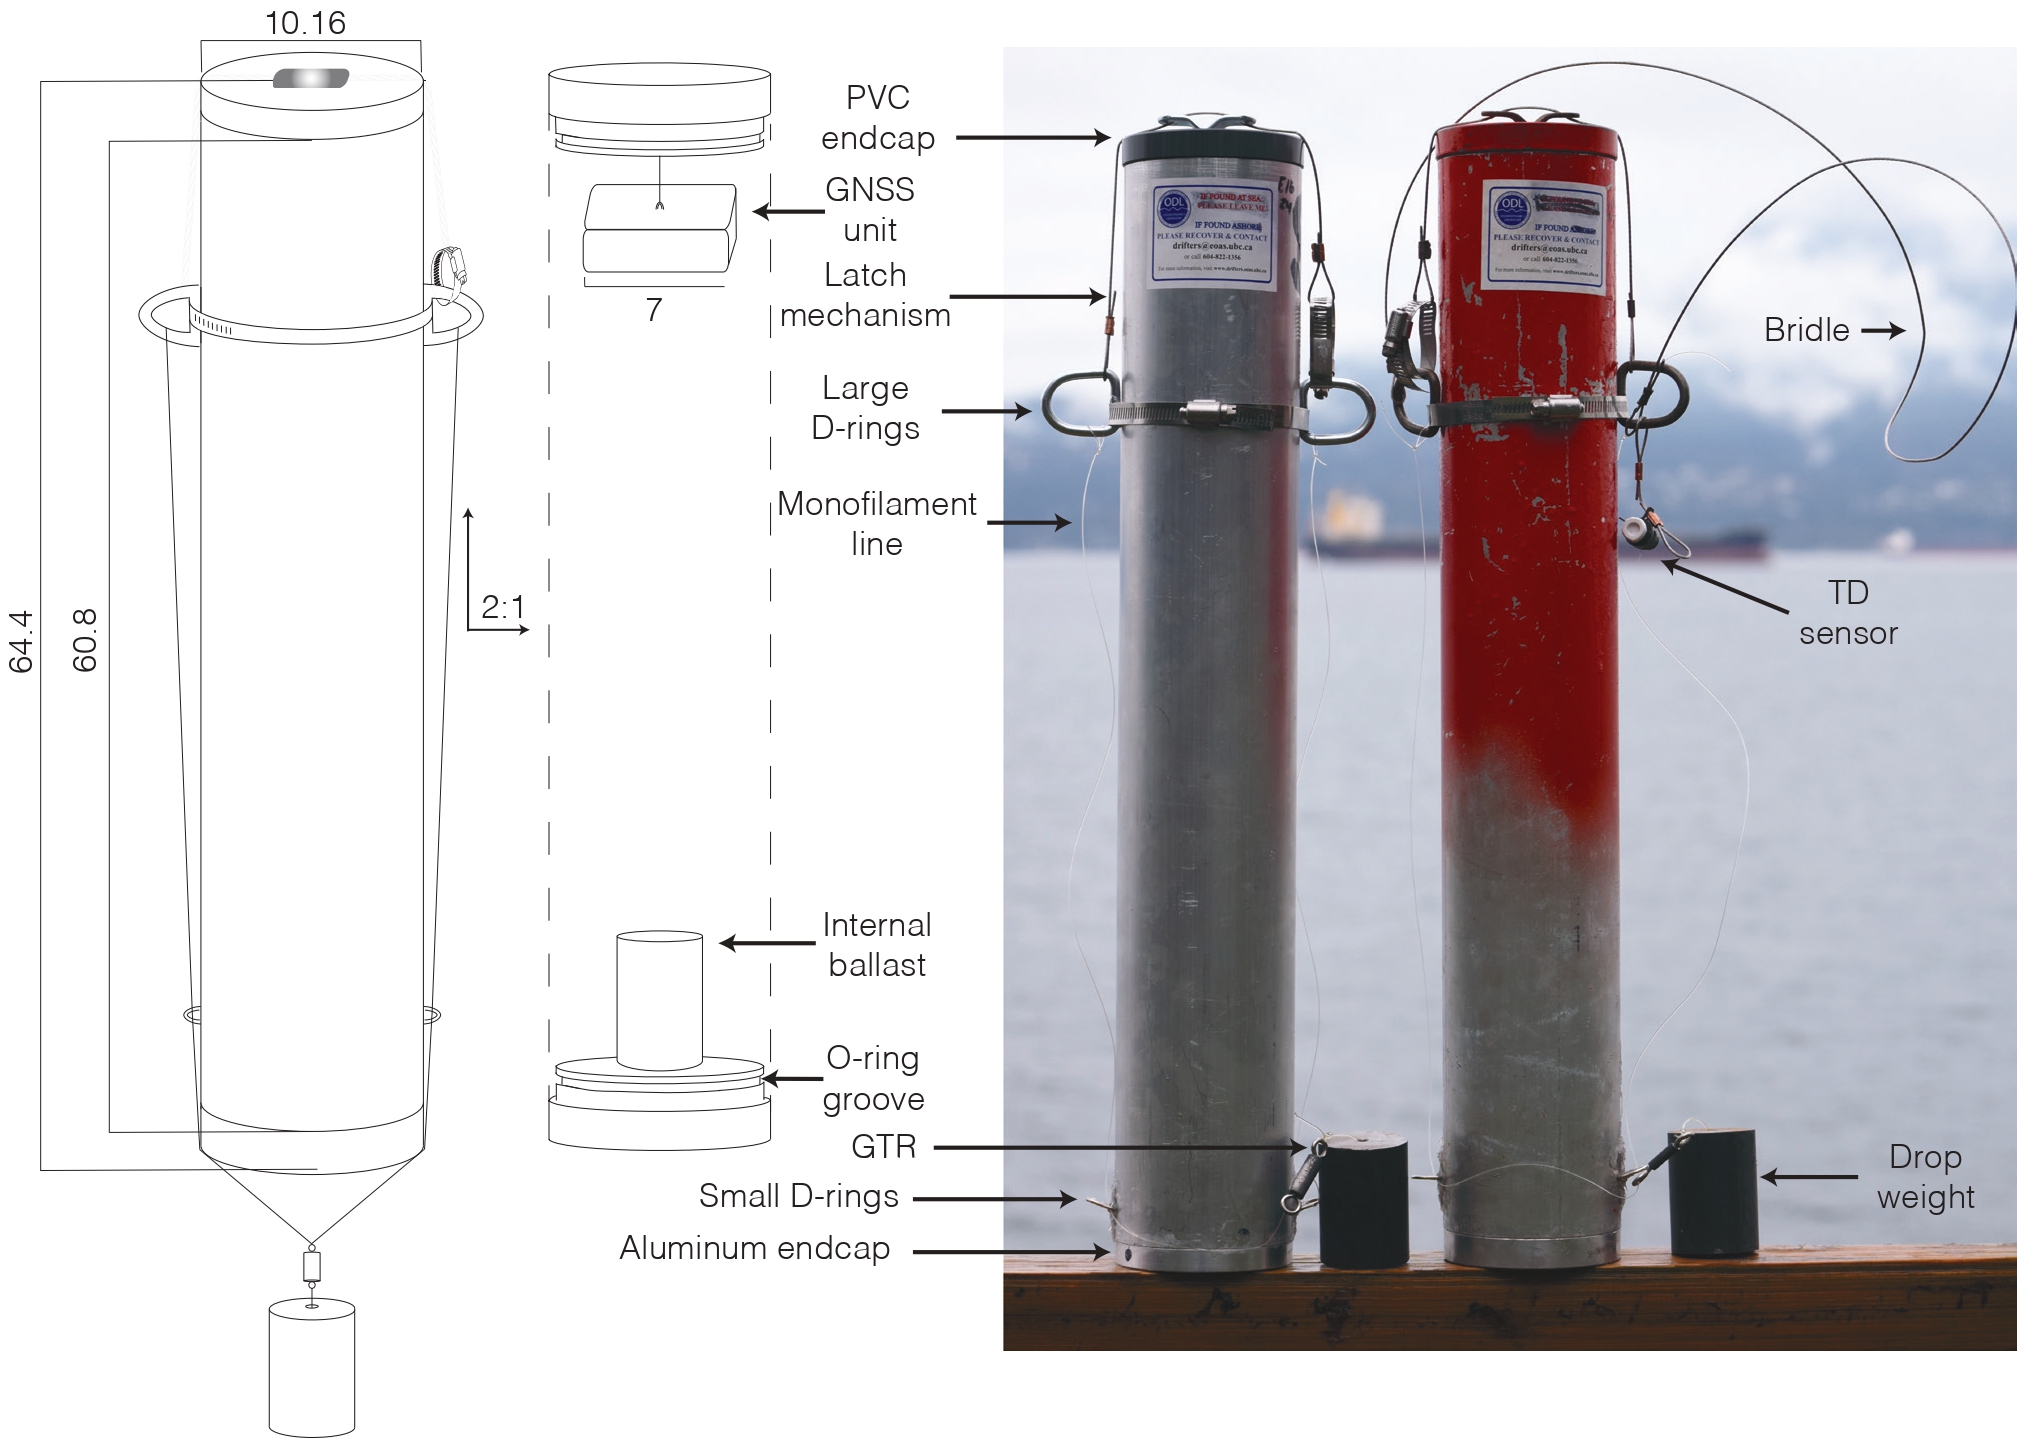 10.16
64.4
60.8
2:1
7
PVC
endcap
GNSS
unit
Latch
mechanism
Large
D-rings
Monofilament
line
Internal
ballast
O-ring
groove
GTR
Small D-rings
Aluminum endcap
Bridle
TD
sensor
Drop
weight
ODL
IF FOUND AT SEA,
PLEASE LEAVE ME
IF FOUND ASHORE
PLEASE RECOVER & CONTACT
drifters@eoas.ubc.ca
or call 604-822-1356
For more information, visit www.drifters.eoas.ubc.ca
ODL
IF FOUND
PLEASE RECOVER & CONTACT
drifters@eoas.ubc.ca
or call 604-822-1356
For more information, visit www.drifters.eoas.ubc.ca